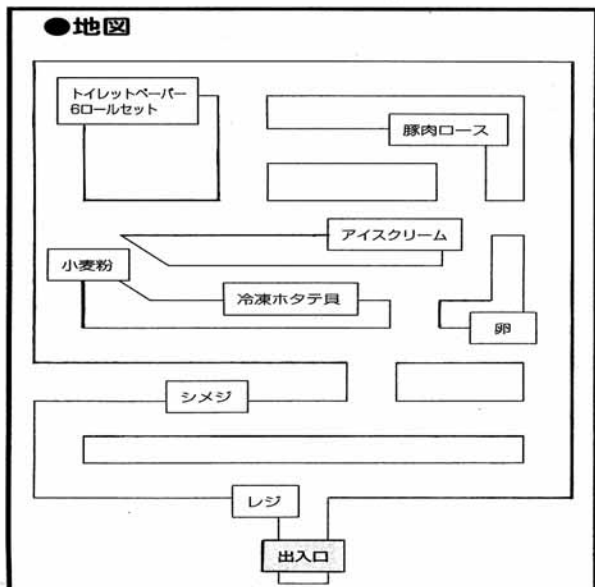 ●地図
トイレットペーパー
6ロールセット
豚肉ロース
アイスクリーム
小麦粉
冷凍ホタテ貝
卵
シメジ
レジ
出入口